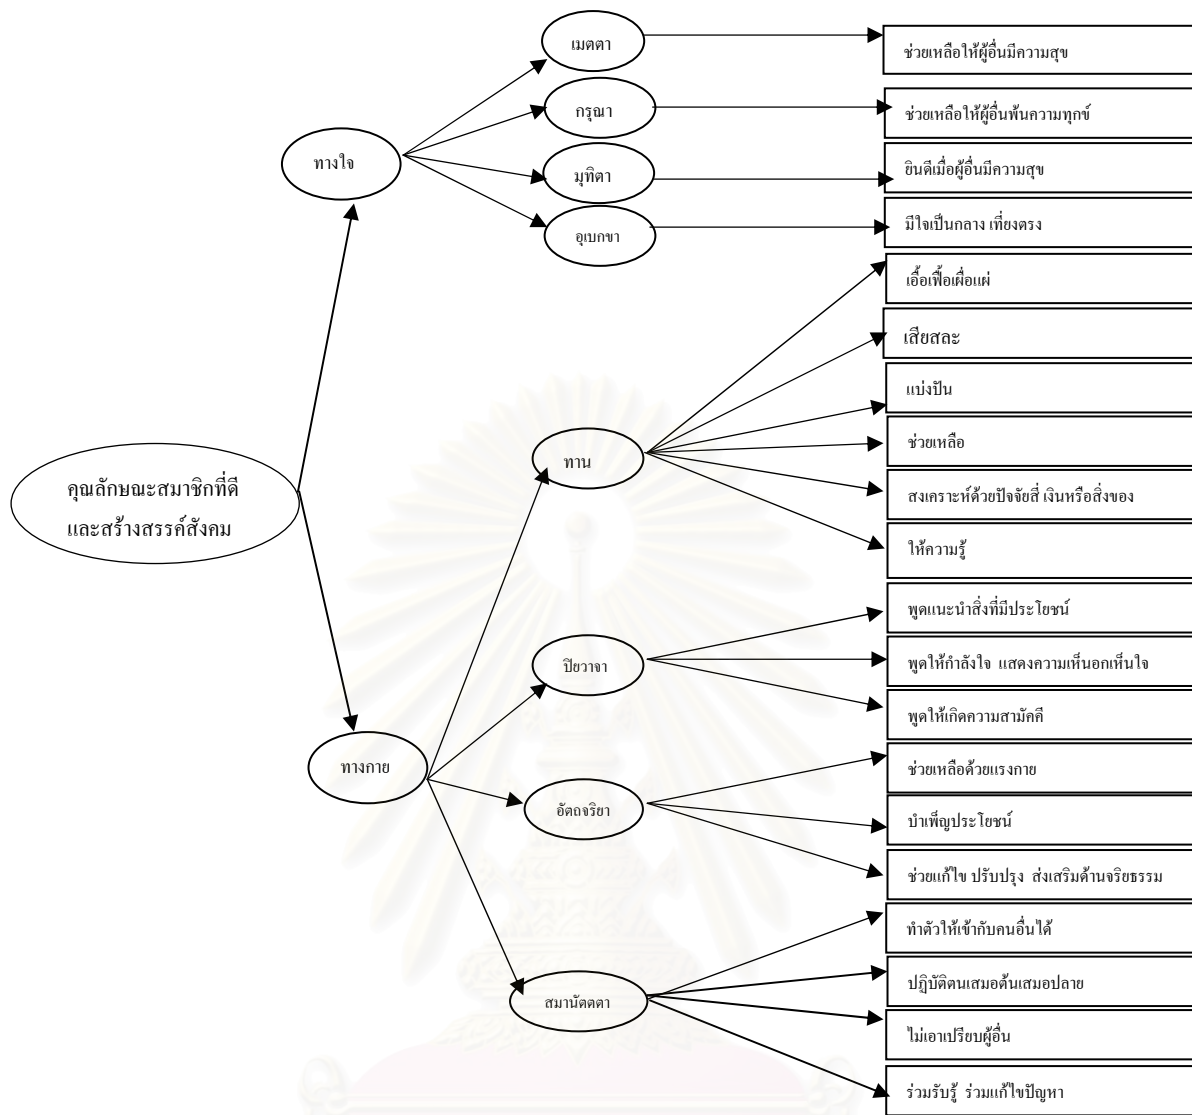 เมตตา
ช่วยเหลือให้ผู้อื่นมีความสุข
กรุณา
ช่วยเหลือให้ผู้อื่นพ้นความทุกข์
ทางใจ
มุทิตา
ยินดีเมื่อผู้อื่นมีความสุข
อุเบกขา
มีใจเป็นกลาง เที่ยงตรง
เอื้อเฟื้อเผื่อแผ่
เสียสละ
แบ่งปัน
ทาน
ช่วยเหลือ
คุณลักษณะสมาชิกที่ดี
และสร้างสรรค์สังคม
สงเคราะห์ด้วยปัจจัยสี่ เงินหรือสิ่งของ
ให้ความรู้
พูดแนะนำสิ่งที่มีประโยชน์
ปิยวาจา
พูดให้กำลังใจ แสดงความเห็นอกเห็นใจ
พูดให้เกิดความสามัคคี
ทางกาย
ช่วยเหลือด้วยแรงกาย
อัตถจริยา
บำเพ็ญประโยชน์
ช่วยแก้ไข ปรับปรุง ส่งเสริมด้านจริยธรรม
ทำตัวให้เข้ากับคนอื่นได้
สมานัตตตา
ปฏิบัติตนเสมอต้นเสมอปลาย
ไม่เอาเปรียบผู้อื่น
ร่วมรับรู้ ร่วมแก้ไขปัญหา